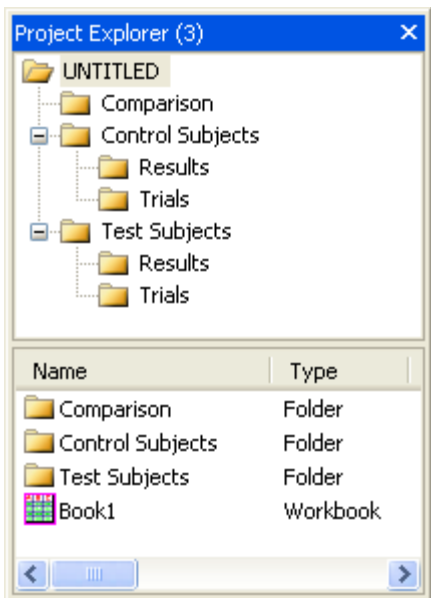 Project Explorer (3)
UNTITLED
Comparison
Control Subjects
Results
Trials
Test Subjects
Results
Trials
Name Type
Comparison Folder
Control Subjects Folder
Test Subjects Folder
Book1 Workbook